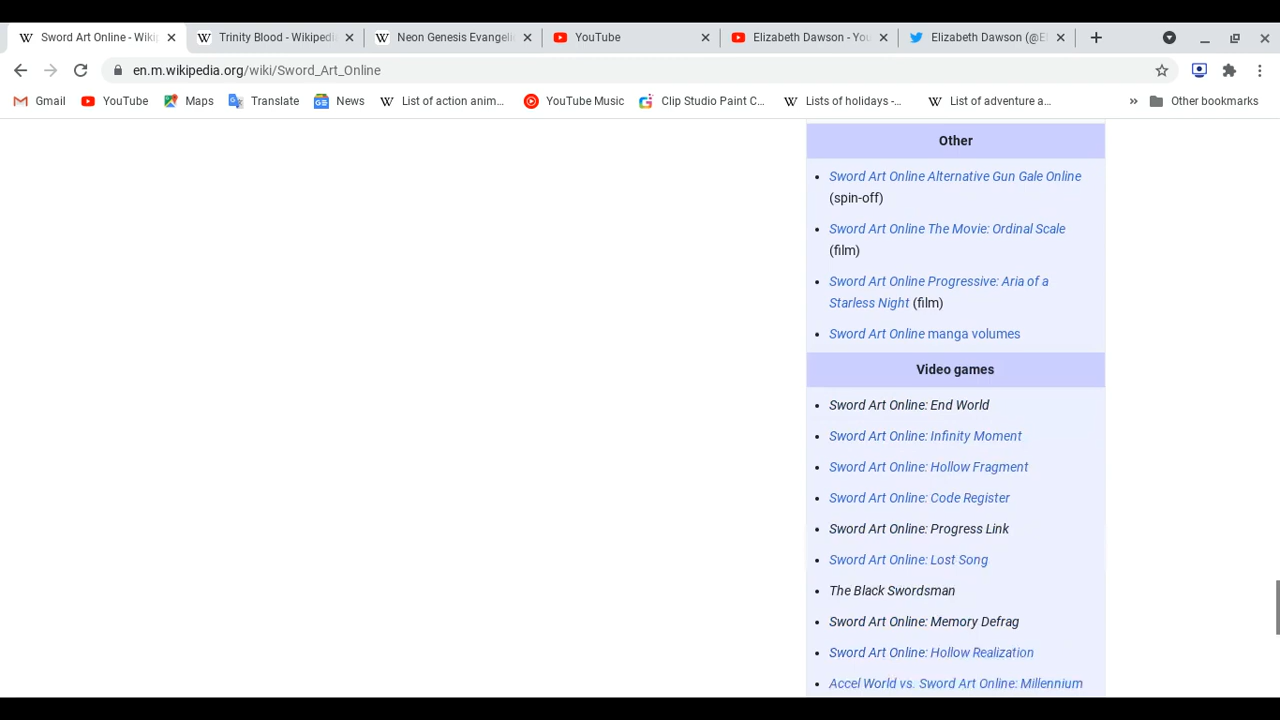 Sword Art Online - Wiki
Trinity Blood - Wikipedi
Neon Genesis Evangeli
YouTube
Elizabeth Dawson - You
Elizabeth Dawson (@E
en.m.wikipedia.org/wiki/Sword_Art_Online
Gmail
YouTube
Maps
Translate
News
List of action anim...
YouTube Music
Clip Studio Paint C...
Lists of holidays -...
List of adventure a...
»
Other bookmarks
Other
Sword Art Online Alternative Gun Gale Online
(spin-off)
Sword Art Online The Movie: Ordinal Scale
(film)
Sword Art Online Progressive: Aria of a
Starless Night (film)
Sword Art Online manga volumes
Video games
Sword Art Online: End World
Sword Art Online: Infinity Moment
Sword Art Online: Hollow Fragment
Sword Art Online: Code Register
Sword Art Online: Progress Link
Sword Art Online: Lost Song
The Black Swordsman
Sword Art Online: Memory Defrag
Sword Art Online: Hollow Realization
Accel World vs. Sword Art Online: Millennium